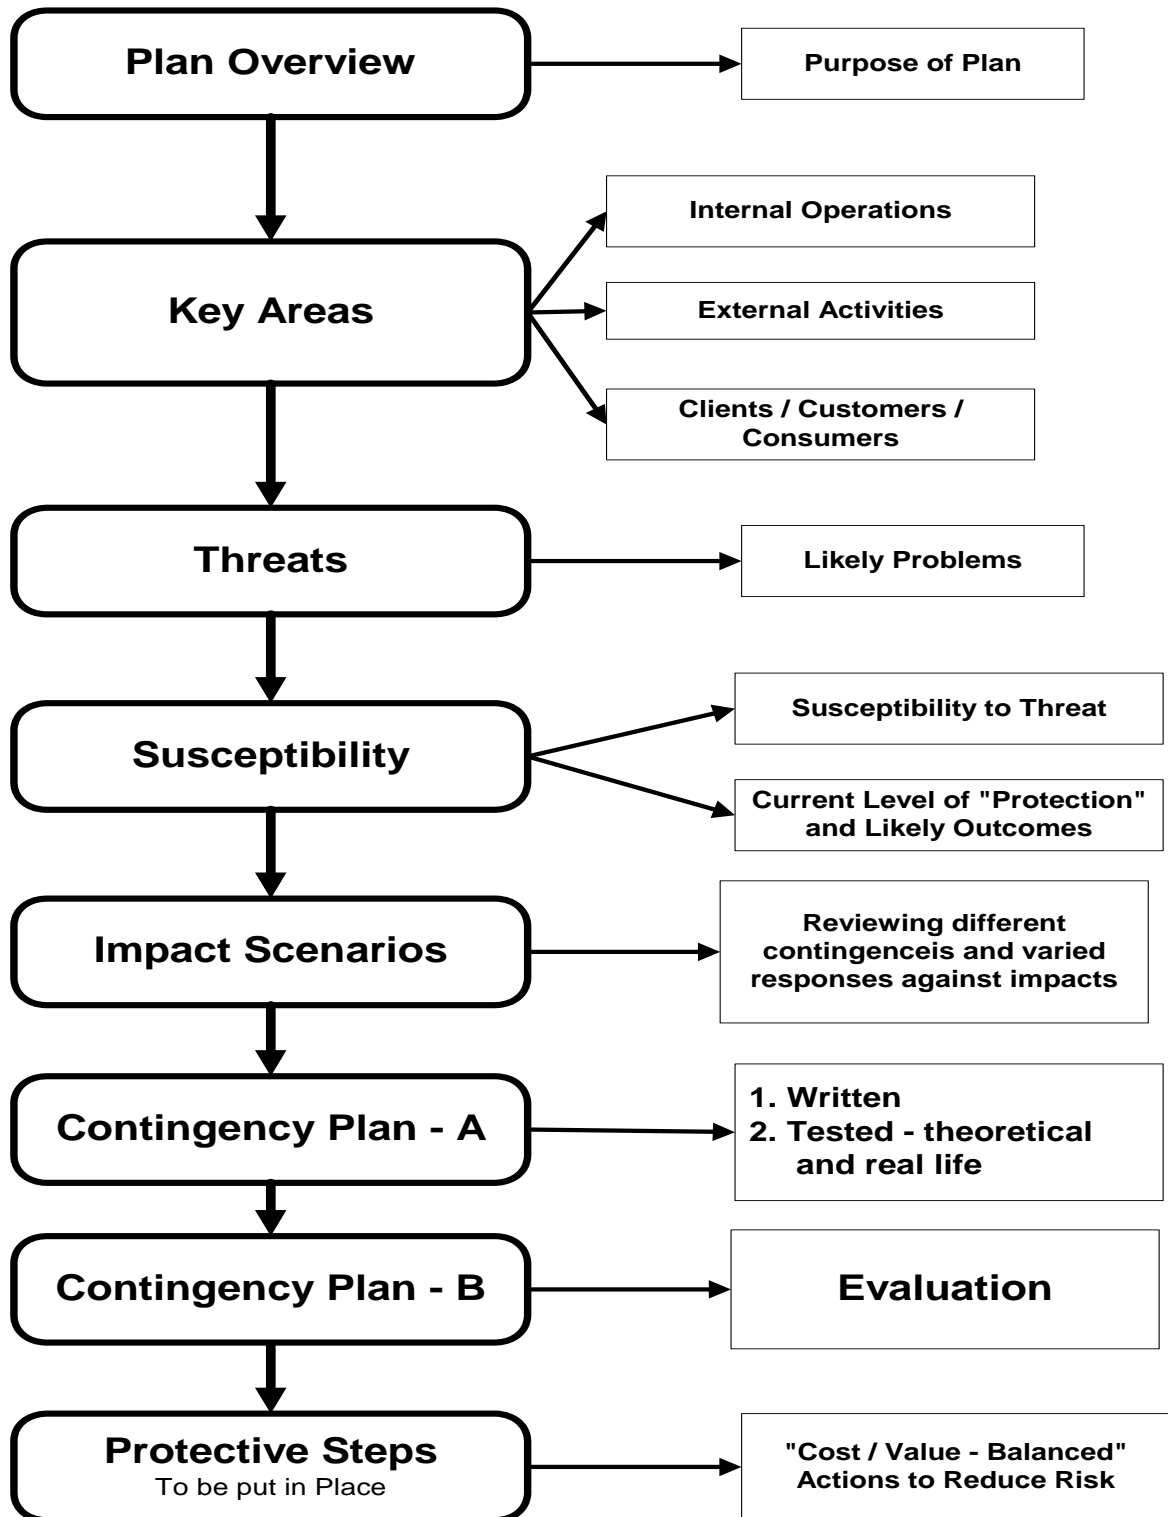 Plan Overview
Purpose of Plan
Key Areas
Internal Operations
External Activities
Clients / Customers /
Consumers
Threats
Likely Problems
Susceptibility
Susceptibility to Threat
Current Level of "Protection"
and Likely Outcomes
Impact Scenarios
Reviewing different
contingenceis and varied
responses against impacts
Contingency Plan - A
1. Written
2. Tested - theoretical
and real life
Contingency Plan - B
Evaluation
Protective Steps
To be put in Place
"Cost / Value - Balanced"
Actions to Reduce Risk